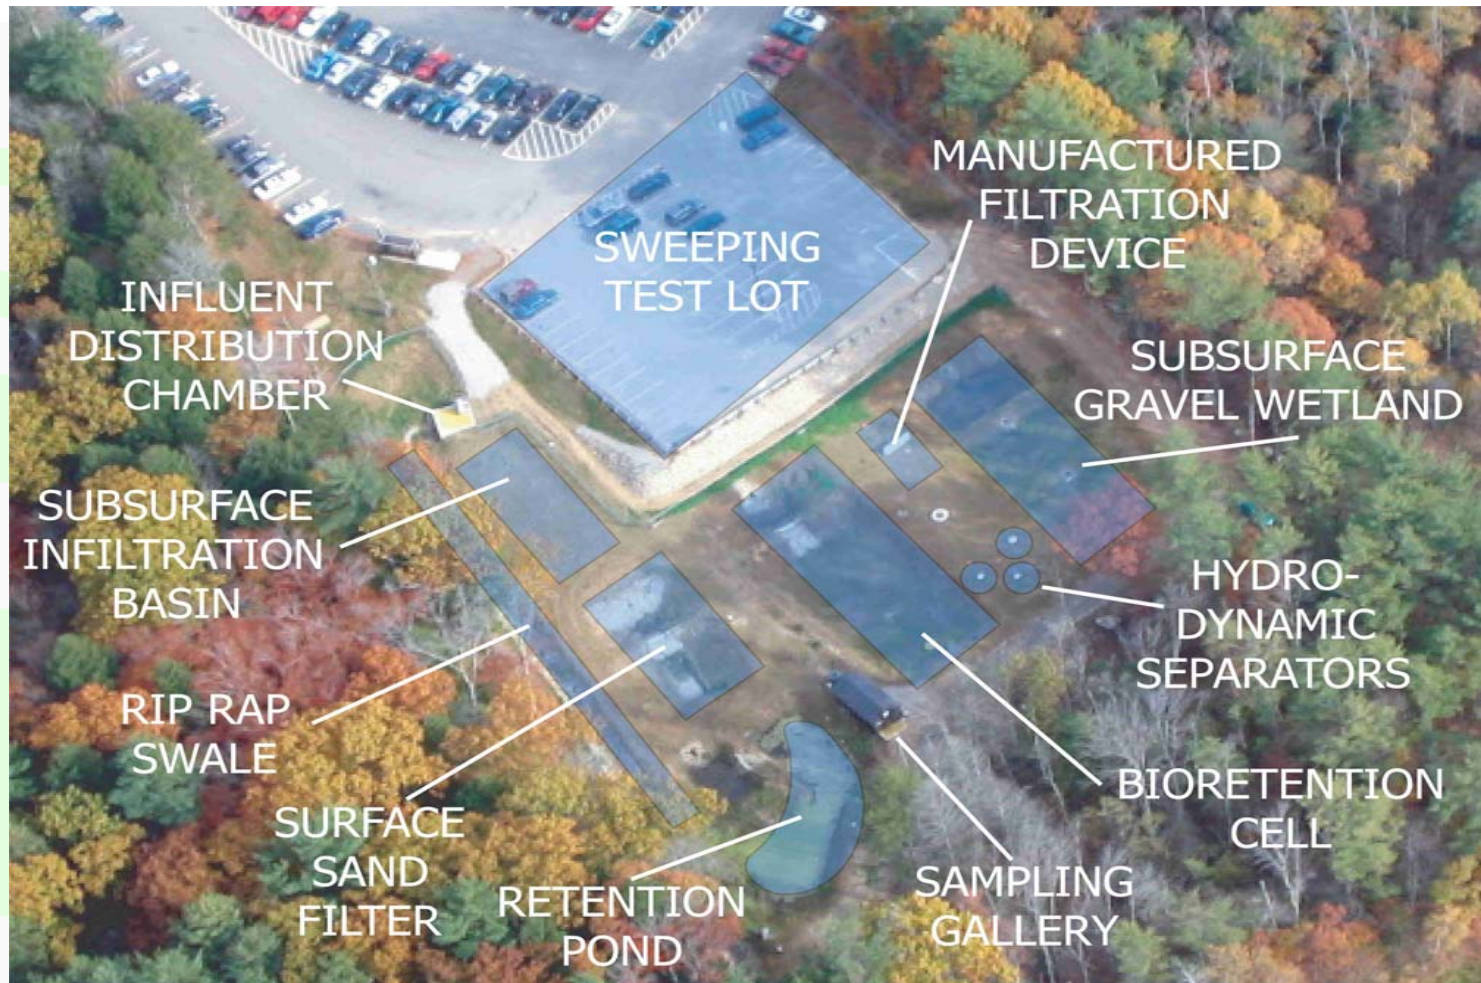 MANUFACTURED
FILTRATION
DEVICE
SWEEPING
TEST LOT
INFLUENT
DISTRIBUTION
CHAMBER
SUBSURFACE
GRAVEL WETLAND
SUBSURFACE
INFILTRATION
BASIN
HYDRO-
DYNAMIC
SEPARATORS
RIP RAP
SWALE
BIORETENTION
CELL
SURFACE
SAND
FILTER
RETENTION
POND
SAMPLING
GALLERY